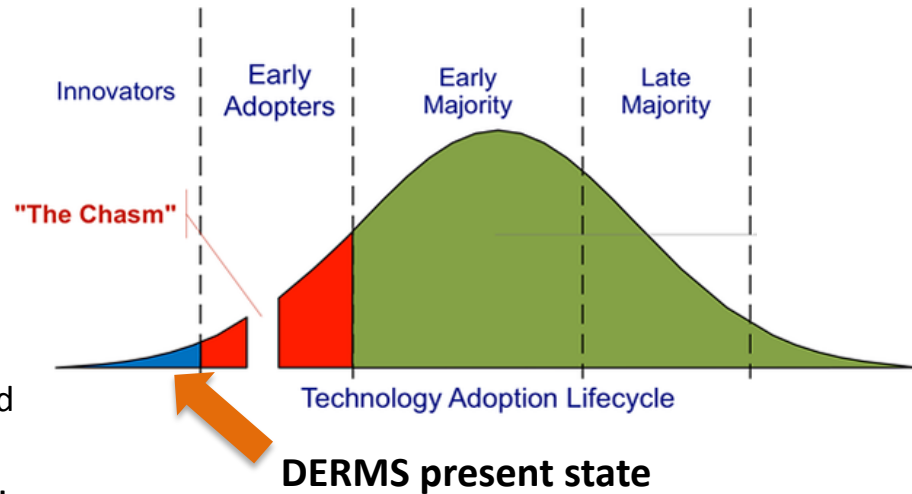 Innovators
Early
Adopters
Early
Majority
Late
Majority
"The Chasm"
d
Technology Adoption Lifecycle
DERMS present state
.